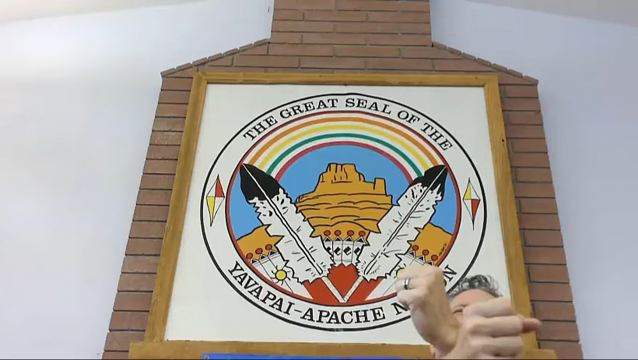 THE GREAT SEAL OF THE
YAVAPAI-APACHE N N